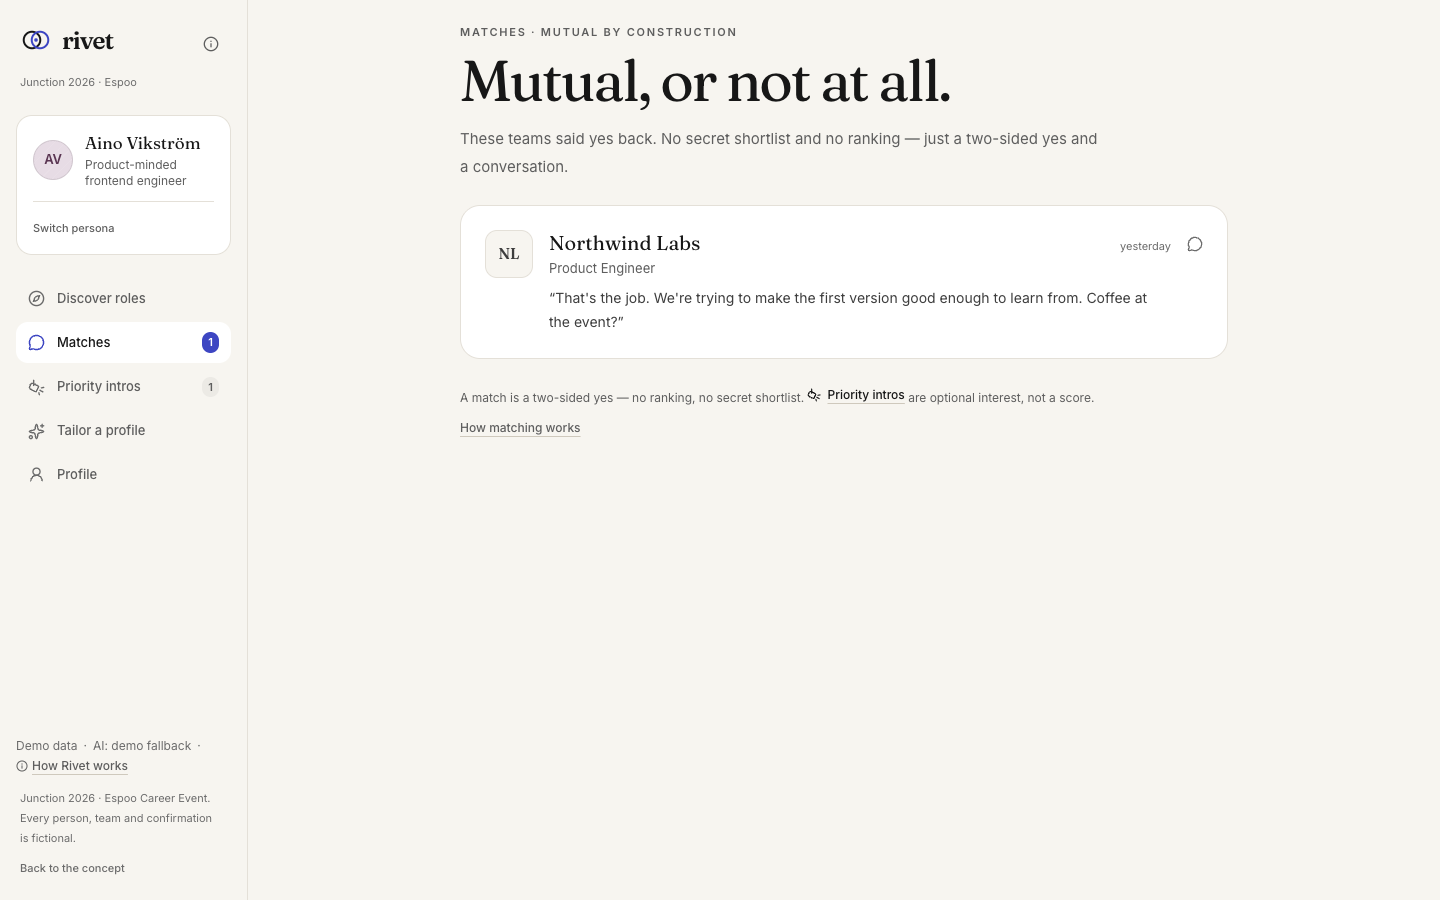 rivet
Junction 2026 · Espoo
AV
Aino Vikström
Product-minded
frontend engineer
Switch persona
Discover roles
Matches 1
Priority intros 1
Tailor a profile
Profile
Demo data · AI: demo fallback ·
How Rivet works
Junction 2026 · Espoo Career Event.
Every person, team and confirmation
is fictional.
Back to the concept
MATCHES · MUTUAL BY CONSTRUCTION
Mutual, or not at all.
These teams said yes back. No secret shortlist and no ranking — just a two-sided yes and
a conversation.
NL
Northwind Labs
yesterday
Product Engineer
“That's the job. We're trying to make the first version good enough to learn from. Coffee at
the event?”
A match is a two-sided yes — no ranking, no secret shortlist. Priority intros are optional interest, not a score.
How matching works